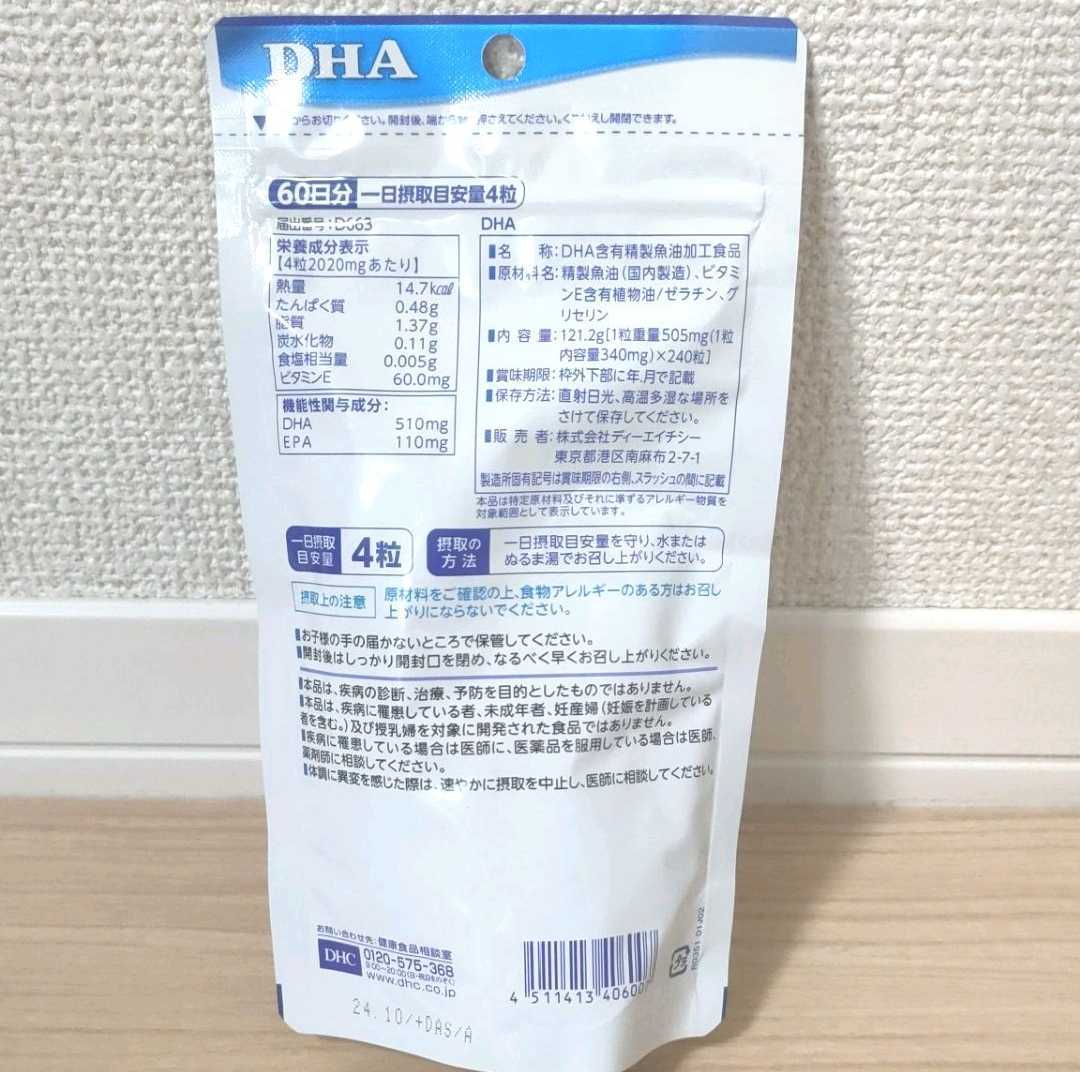 DHA
からお切りください。開封後、端から
押さえてください。くり
えし開閉できます。
60日分 一日摂取目安量4粒
届出番号:D663
栄養成分表示
【4粒2020mgあたり】
熱量 14.7kcal
たんぱく質 0.48g
脂質 1.37g
炭水化物 0.11g
食塩相当量 0.005g
ビタミンE 60.0mg
機能性関与成分:
DHA 510mg
EPA 110mg
DHA
■名 称:DHA含有精製魚油加工食品
■原材料名:精製魚油(国内製造)、ビタミ
ンE含有植物油/ゼラチン、グ
リセリン
■内 容 量:121.2g[1粒重量505mg(1粒
内容量340mg)×240粒]
■賞味期限:枠外下部に年.月で記載
■保存方法:直射日光、高温多湿な場所を
さけて保存してください。
■販 売 者:株式会社ディーエイチシー
東京都港区南麻布2-7-1
製造所固有記号は賞味期限の右側、スラッシュの間に記載
本品は特定原材料及びそれに準ずるアレルギー物質を
対象範囲として表示しています。
一日摂取
目安量 4粒
摂取の
方法
一日摂取目安量を守り、水または
ぬるま湯でお召し上がりください。
摂取上の注意
原材料をご確認の上、食物アレルギーのある方はお召し
上がりにならないでください。
■お子様の手の届かないところで保管してください。
■開封後はしっかり開封口を閉め、なるべく早くお召し上がりください。
■本品は、疾病の診断、治療、予防を目的としたものではありません。
■本品は、疾病に罹患している者、未成年者、妊産婦(妊娠を計画している
者を含む。)及び授乳婦を対象に開発された食品ではありません。
■疾病に罹患している場合は医師に、医薬品を服用している場合は医師、
薬剤師に相談してください。
■体調に異変を感じた際は、速やかに摂取を中止し、医師に相談してください。
お問い合わせ先:健康食品相談室
DHC 0120-575-368
9:00~20:00(日・祝日をのぞく)
www.dhc.co.jp
24.10/+DAS/A
4 511413 40600
プラ
01J02